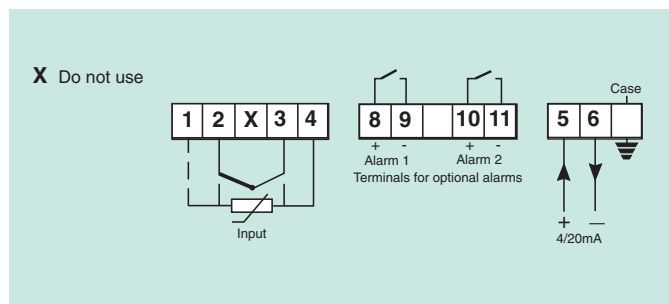 X Do not use
Case
1 2 X 3 4
8 9 10 11
5 6
+ - + -
Alarm 1 Alarm 2
Terminals for optional alarms
Input
+ —
4/20mA